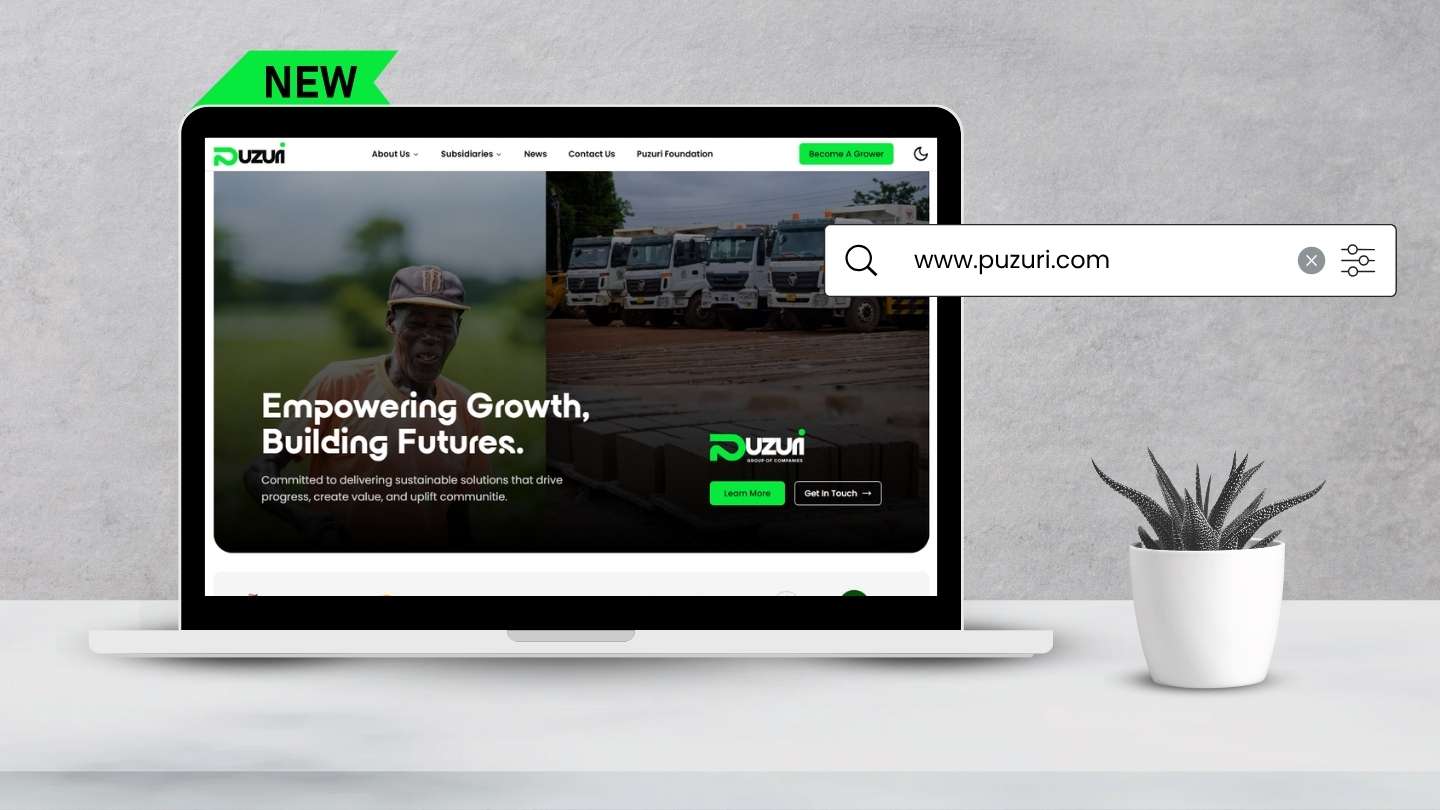 NEW
PUZURI
About Us
Subsidiaries
News
Contact Us
Puzuri Foundation
Become A Grower
www.puzuri.com
Empowering Growth,
Building Futures.
Committed to delivering sustainable solutions that drive
progress, create value, and uplift communitie.
PUZURI
GROUP OF COMPANIES
Learn More
Get In Touch →